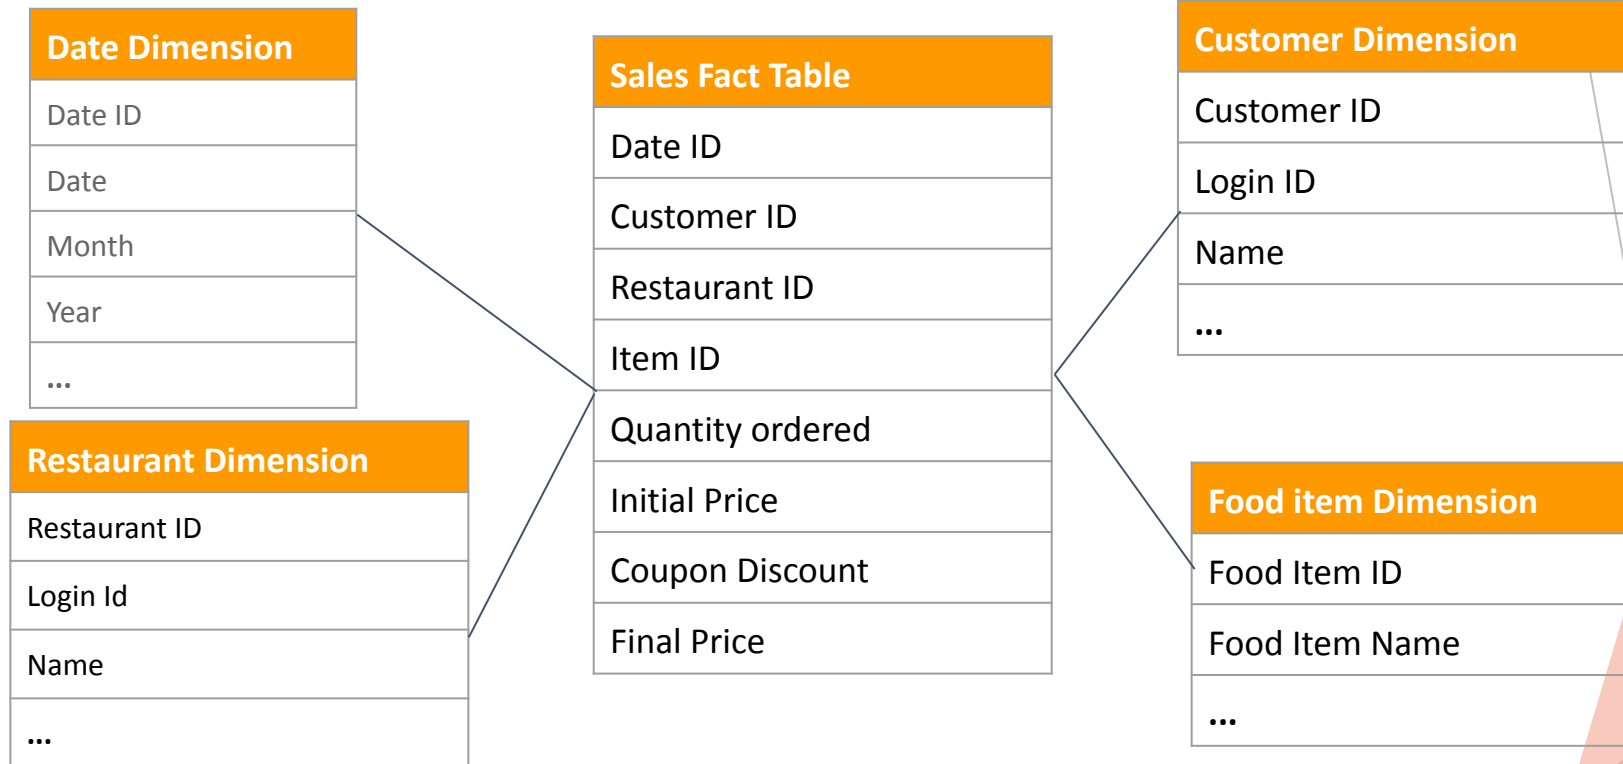 Date Dimension
Date ID
Date
Month
Year
...
Restaurant Dimension
Restaurant ID
Login Id
Name
...
Sales Fact Table
Date ID
Customer ID
Restaurant ID
Item ID
Quantity ordered
Initial Price
Coupon Discount
Final Price
Customer Dimension
Customer ID
Login ID
Name
...
Food item Dimension
Food Item ID
Food Item Name
...